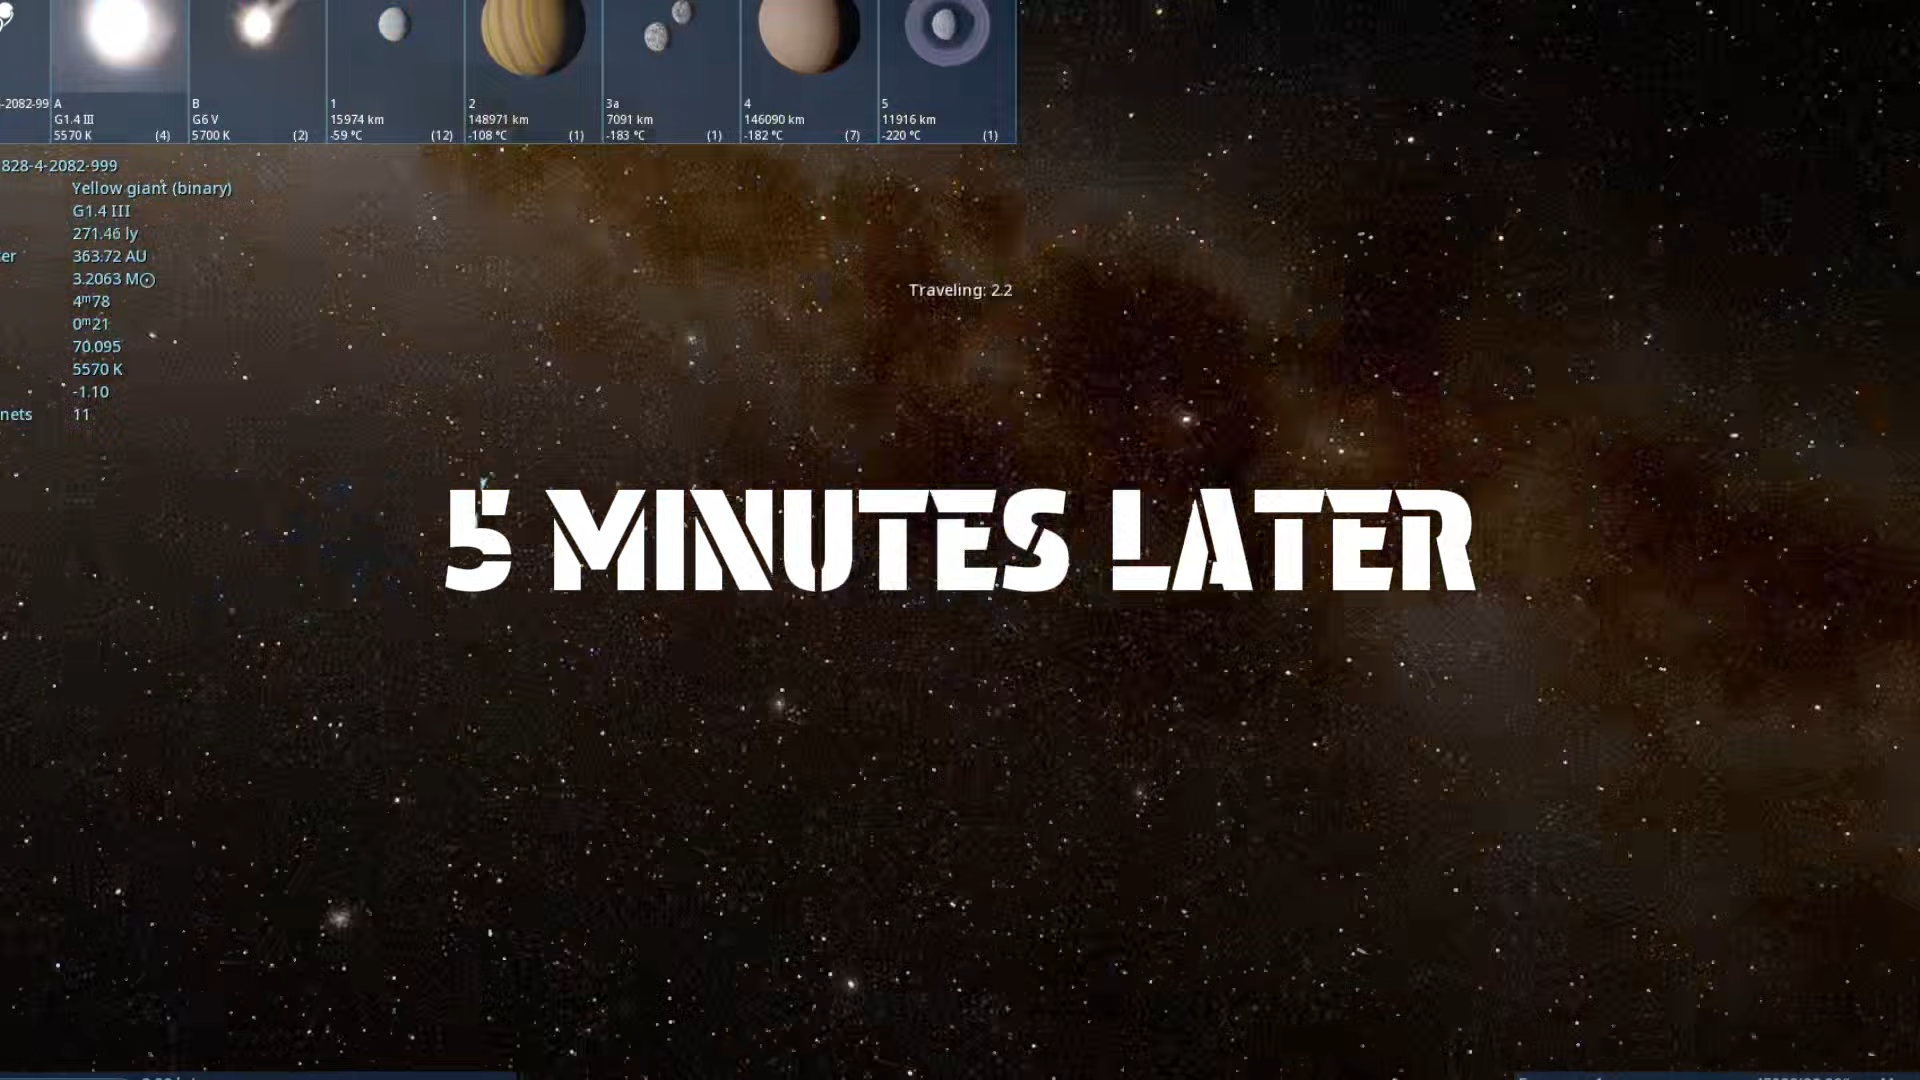 -2082-99
A
G1.4 III
5570 K (4)
B
G6 V
5700 K (2)
1
15974 km
-59 °C (12)
2
148971 km
-108 °C (1)
3a
7091 km
-183 °C (1)
4
146090 km
-182 °C (7)
5
11916 km
-220 °C (1)
828-4-2082-999
Yellow giant (binary)
G1.4 III
271.46 ly
er 363.72 AU
3.2063 M☉
4ᵐ78
0ᵐ21
70.095
5570 K
-1.10
nets 11
Traveling: 2.2
5 MINUTES LATER